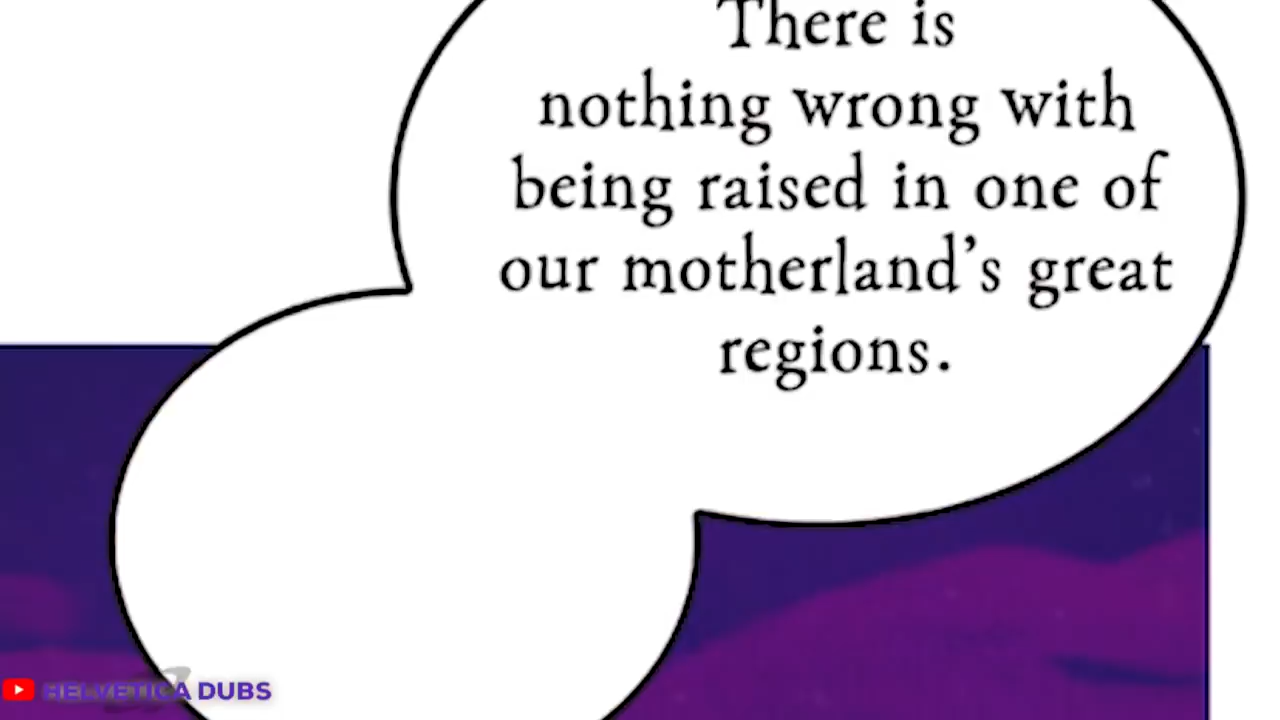 There is
nothing wrong with
being raised in one of
our motherland's great
regions.
HELVETICA DUBS